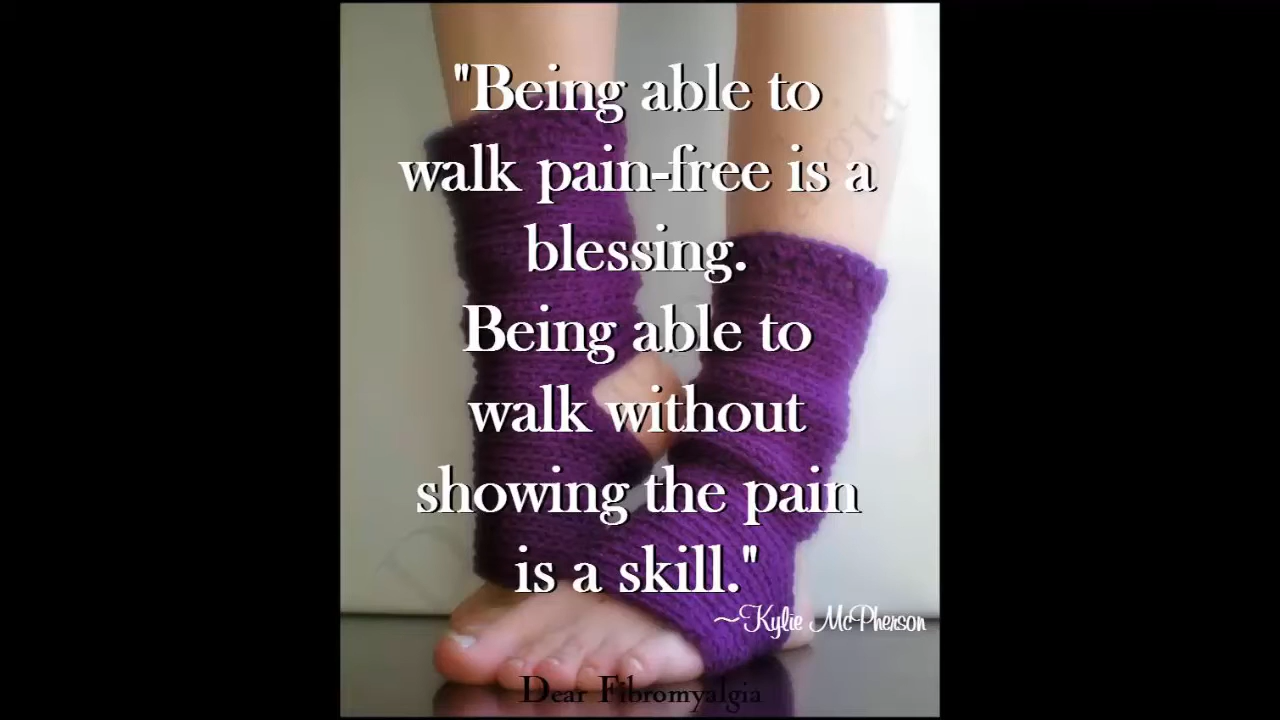 "Being able to
walk pain-free is a
blessing.
Being able to
walk without
showing the pain
is a skill."
~Kylie McPherson
Dear Fibromyalgia